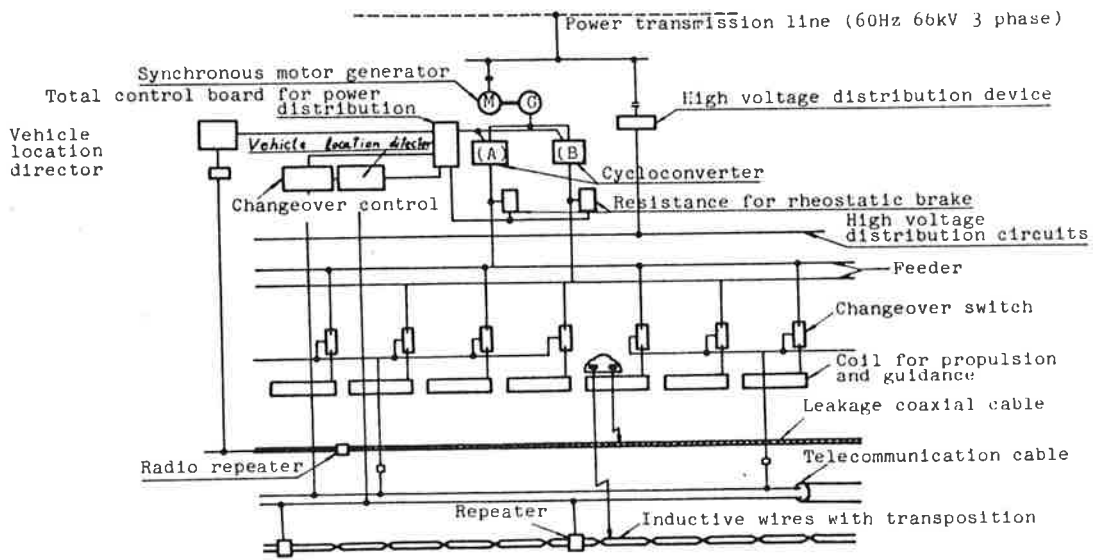 Power transmission line (60Hz 66kV 3 phase)
Synchronous motor generator
M
G
Total control board for power
distribution
High voltage distribution device
Vehicle
location
director
Vehicle location ditector
(A)
(B)
Cycloconverter
Changeover control
Resistance for rheostatic brake
High voltage
distribution circuits
Feeder
Changeover switch
Coil for propulsion
and guidance
Leakage coaxial cable
Radio repeater
Telecommunication cable
Repeater
Inductive wires with transposition